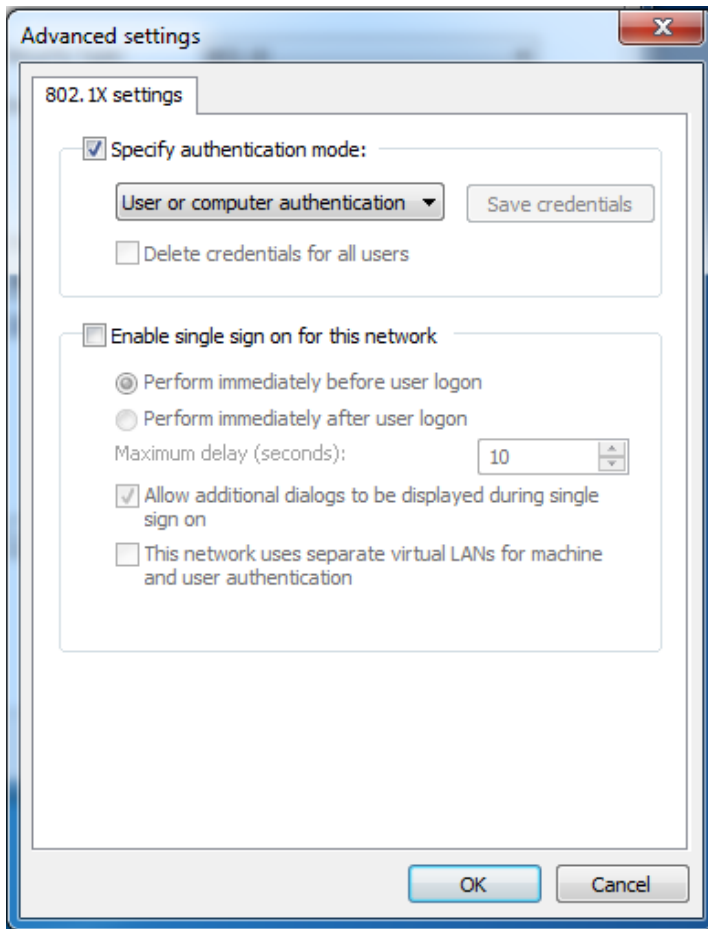 Advanced settings
802.1X settings
Specify authentication mode:
User or computer authentication
Save credentials
Delete credentials for all users
Enable single sign on for this network
Perform immediately before user logon
Perform immediately after user logon
Maximum delay (seconds):
10
Allow additional dialogs to be displayed during single
sign on
This network uses separate virtual LANs for machine
and user authentication
OK
Cancel